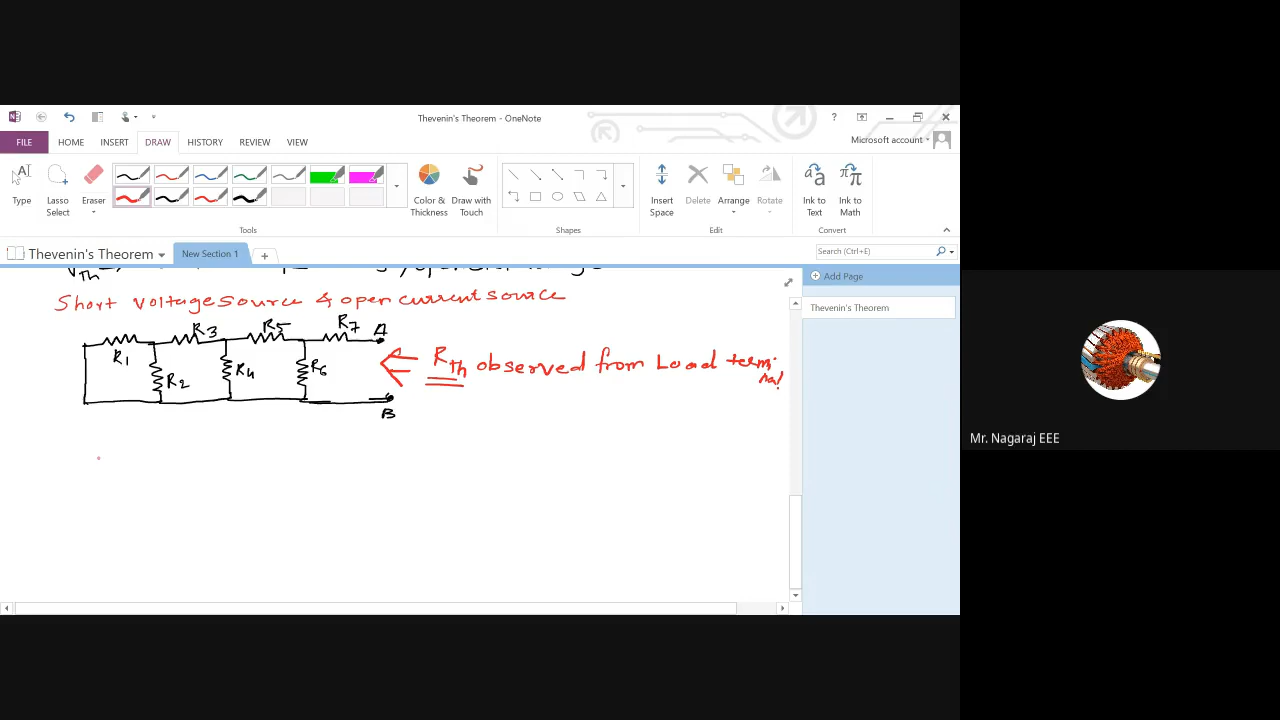 Thevenin's Theorem - OneNote
?
FILE HOME INSERT DRAW HISTORY REVIEW VIEW
Microsoft account
Type
Lasso Select
Eraser
Color & Thickness
Draw with Touch
Insert Space
Delete
Arrange
Rotate
Ink to Text
Ink to Math
Tools
Shapes
Edit
Convert
Thevenin's Theorem
New Section 1
Search (Ctrl+E)
Add Page
Thevenin's Theorem
Vth
Short voltage source & open current source
R1 R3 R5 R7 A
R2 R4 R6
B
Rth observed from Load terminal
Mr. Nagaraj EEE